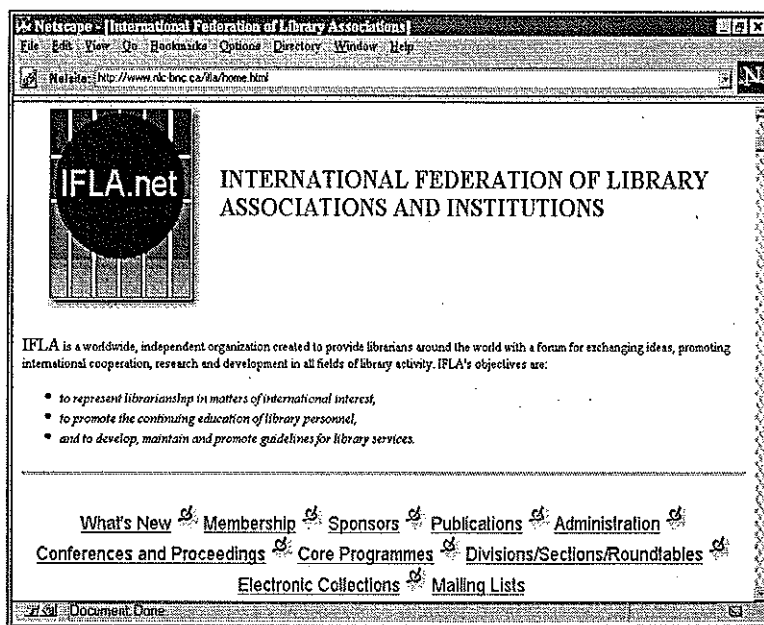 Netscape - [International Federation of Library Associations]
File Edit View Go Bookmarks Options Directory Window Help
Netsite: http://www.nlc-bnc.ca/ifla/home.html
N
IFLA.net
INTERNATIONAL FEDERATION OF LIBRARY
ASSOCIATIONS AND INSTITUTIONS
IFLA is a worldwide, independent organization created to provide librarians around the world with a forum for exchanging ideas, promoting
international cooperation, research and development in all fields of library activity. IFLA's objectives are:
• to represent librarianship in matters of international interest,
• to promote the continuing education of library personnel,
• and to develop, maintain and promote guidelines for library services.
What's New Membership Sponsors Publications Administration
Conferences and Proceedings Core Programmes Divisions/Sections/Roundtables
Electronic Collections Mailing Lists
Document: Done